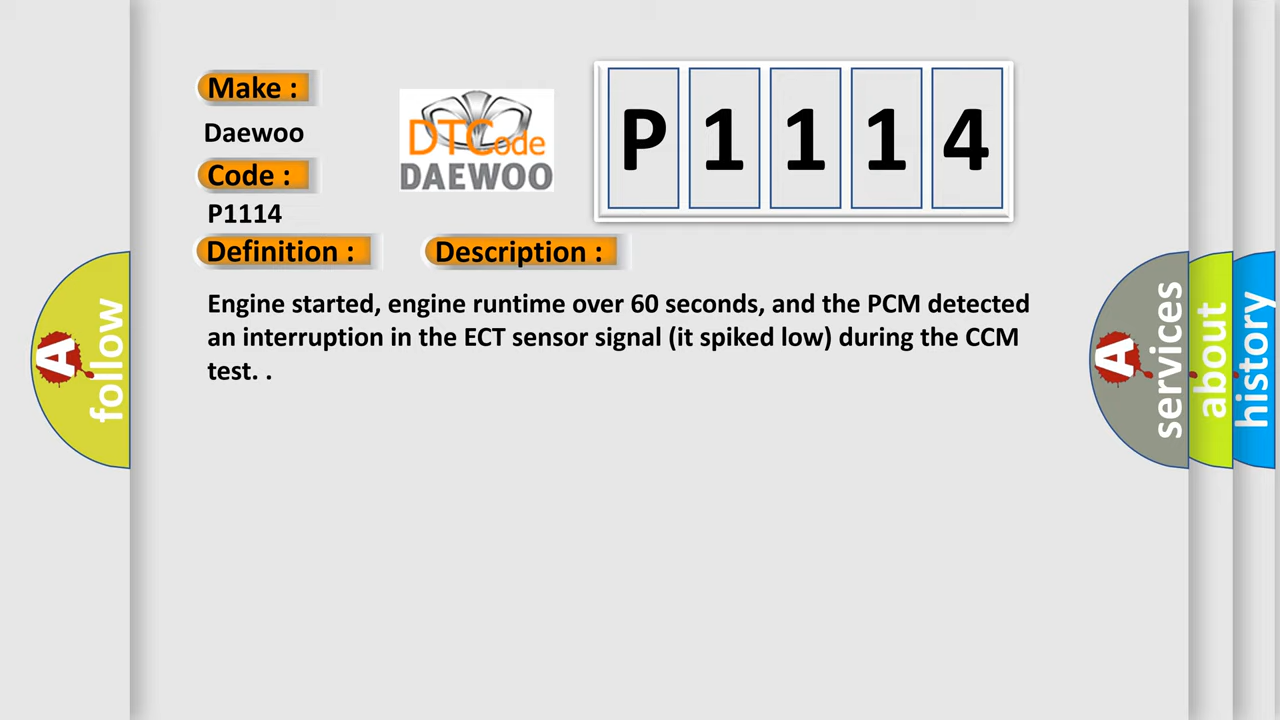 Make :
Daewoo
Code :
P1114
DTCode
DAEWOO
P 1 1 1 4
Definition :
Description :
Engine started, engine runtime over 60 seconds, and the PCM detected
an interruption in the ECT sensor signal (it spiked low) during the CCM
test. .
A
follow
A
services
about
history